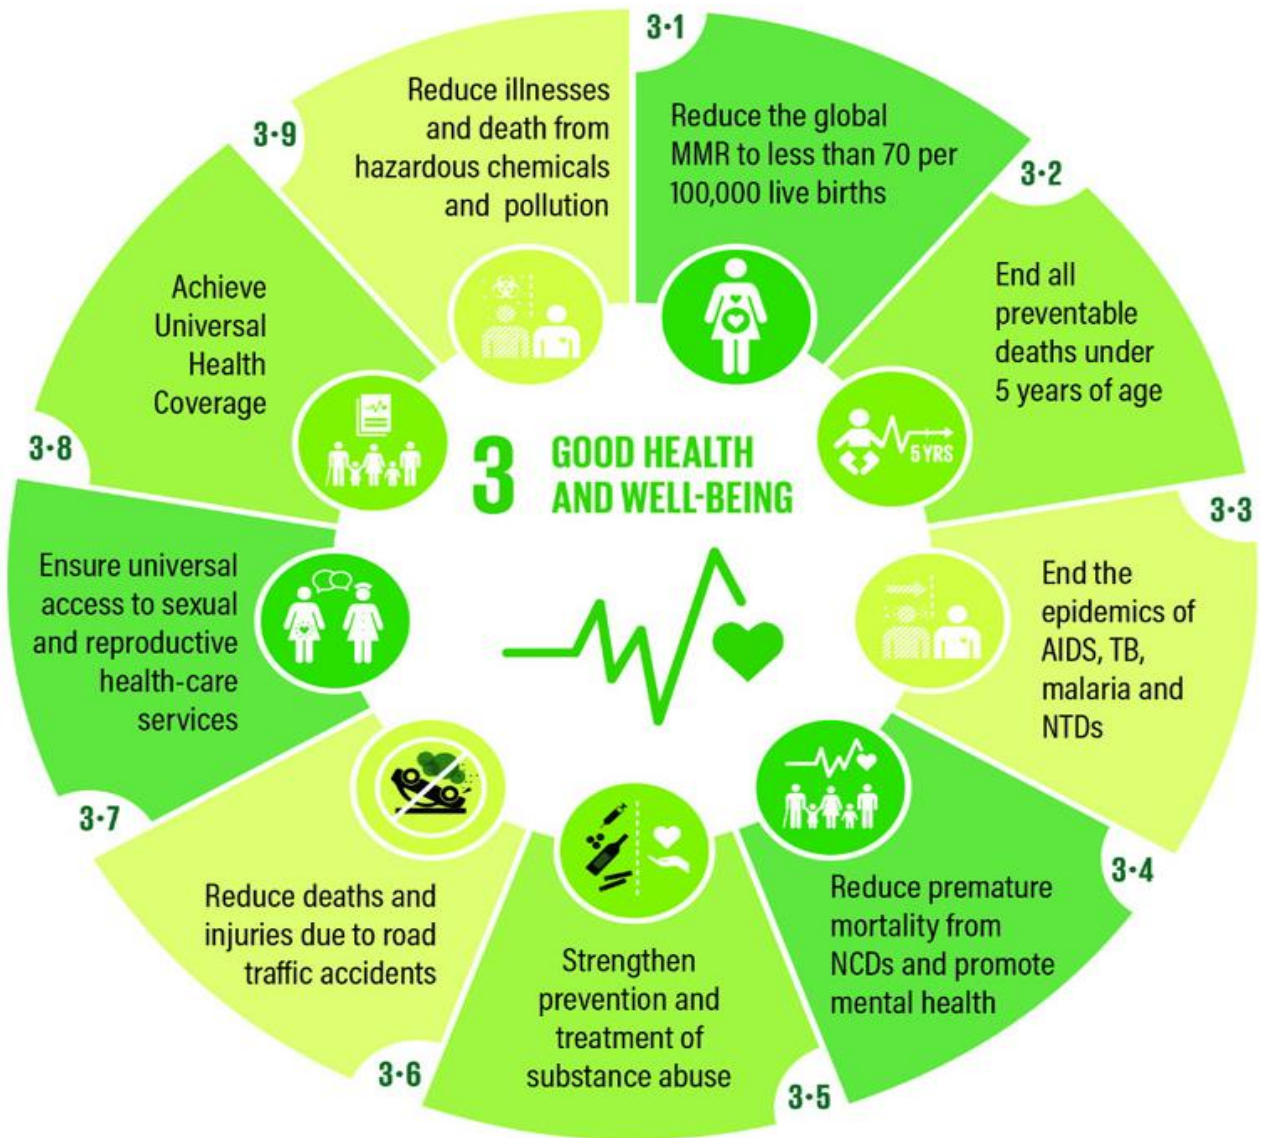 3
GOOD HEALTH
AND WELL-BEING
3·1
Reduce the global
MMR to less than 70 per
100,000 live births
3·2
End all
preventable
deaths under
5 years of age
5 YRS
3·3
End the
epidemics of
AIDS, TB,
malaria and
NTDs
3·4
Reduce premature
mortality from
NCDs and promote
mental health
3·5
Strengthen
prevention and
treatment of
substance abuse
3·6
Reduce deaths and
injuries due to road
traffic accidents
3·7
Ensure universal
access to sexual
and reproductive
health-care
services
3·8
Achieve
Universal
Health
Coverage
3·9
Reduce illnesses
and death from
hazardous chemicals
and pollution